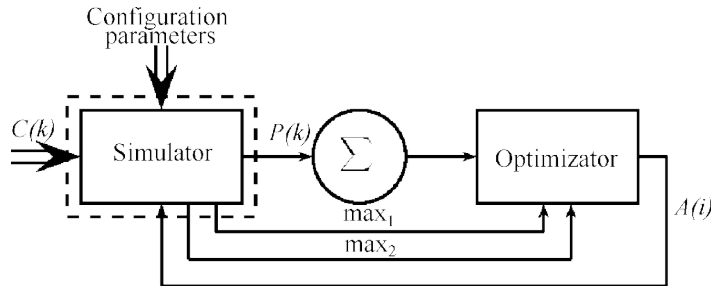 Configuration
parameters
C(k)
Simulator
P(k)
Σ
Optimizator
A(i)
max₁
max₂